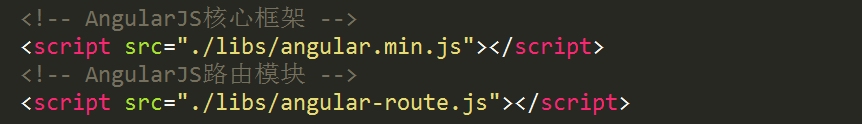 <!-- AngularJS核心框架 -->
<script src="./libs/angular.min.js"></script>
<!-- AngularJS路由模块 -->
<script src="./libs/angular-route.js"></script>